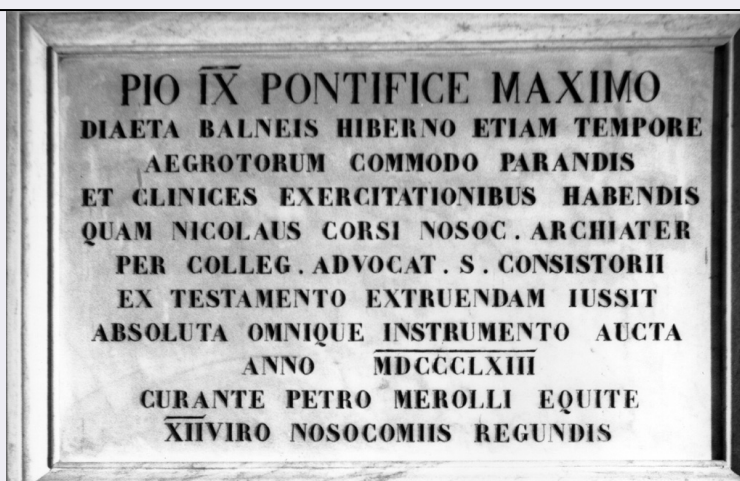 PIO IX PONTIFICE MAXIMO
DIAETA BALNEIS HIBERNO ETIAM TEMPORE
AEGROTORUM COMMODO PARANDIS
ET CLINICES EXERCITATIONIBUS HABENDIS
QUAM NICOLAUS CORSI NOSOC . ARCHIATER
PER COLLEG . ADVOCAT . S . CONSISTORII
EX TESTAMENTO EXTRUENDAM IUSSIT
ABSOLUTA OMNIQUE INSTRUMENTO AUCTA
ANNO MDCCCLXIII
CURANTE PETRO MEROLLI EQUITE
XIIVIRO NOSOCOMIIS REGUNDIS